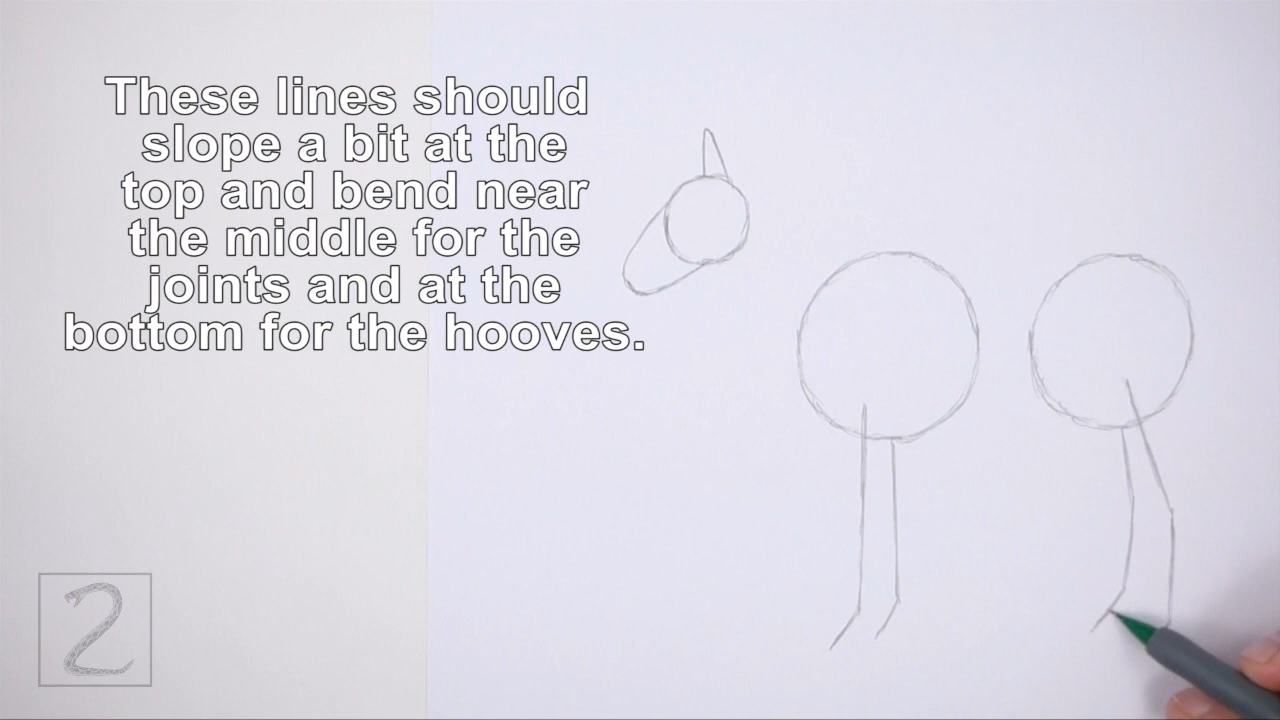 These lines should
slope a bit at the
top and bend near
the middle for the
joints and at the
bottom for the hooves.
2